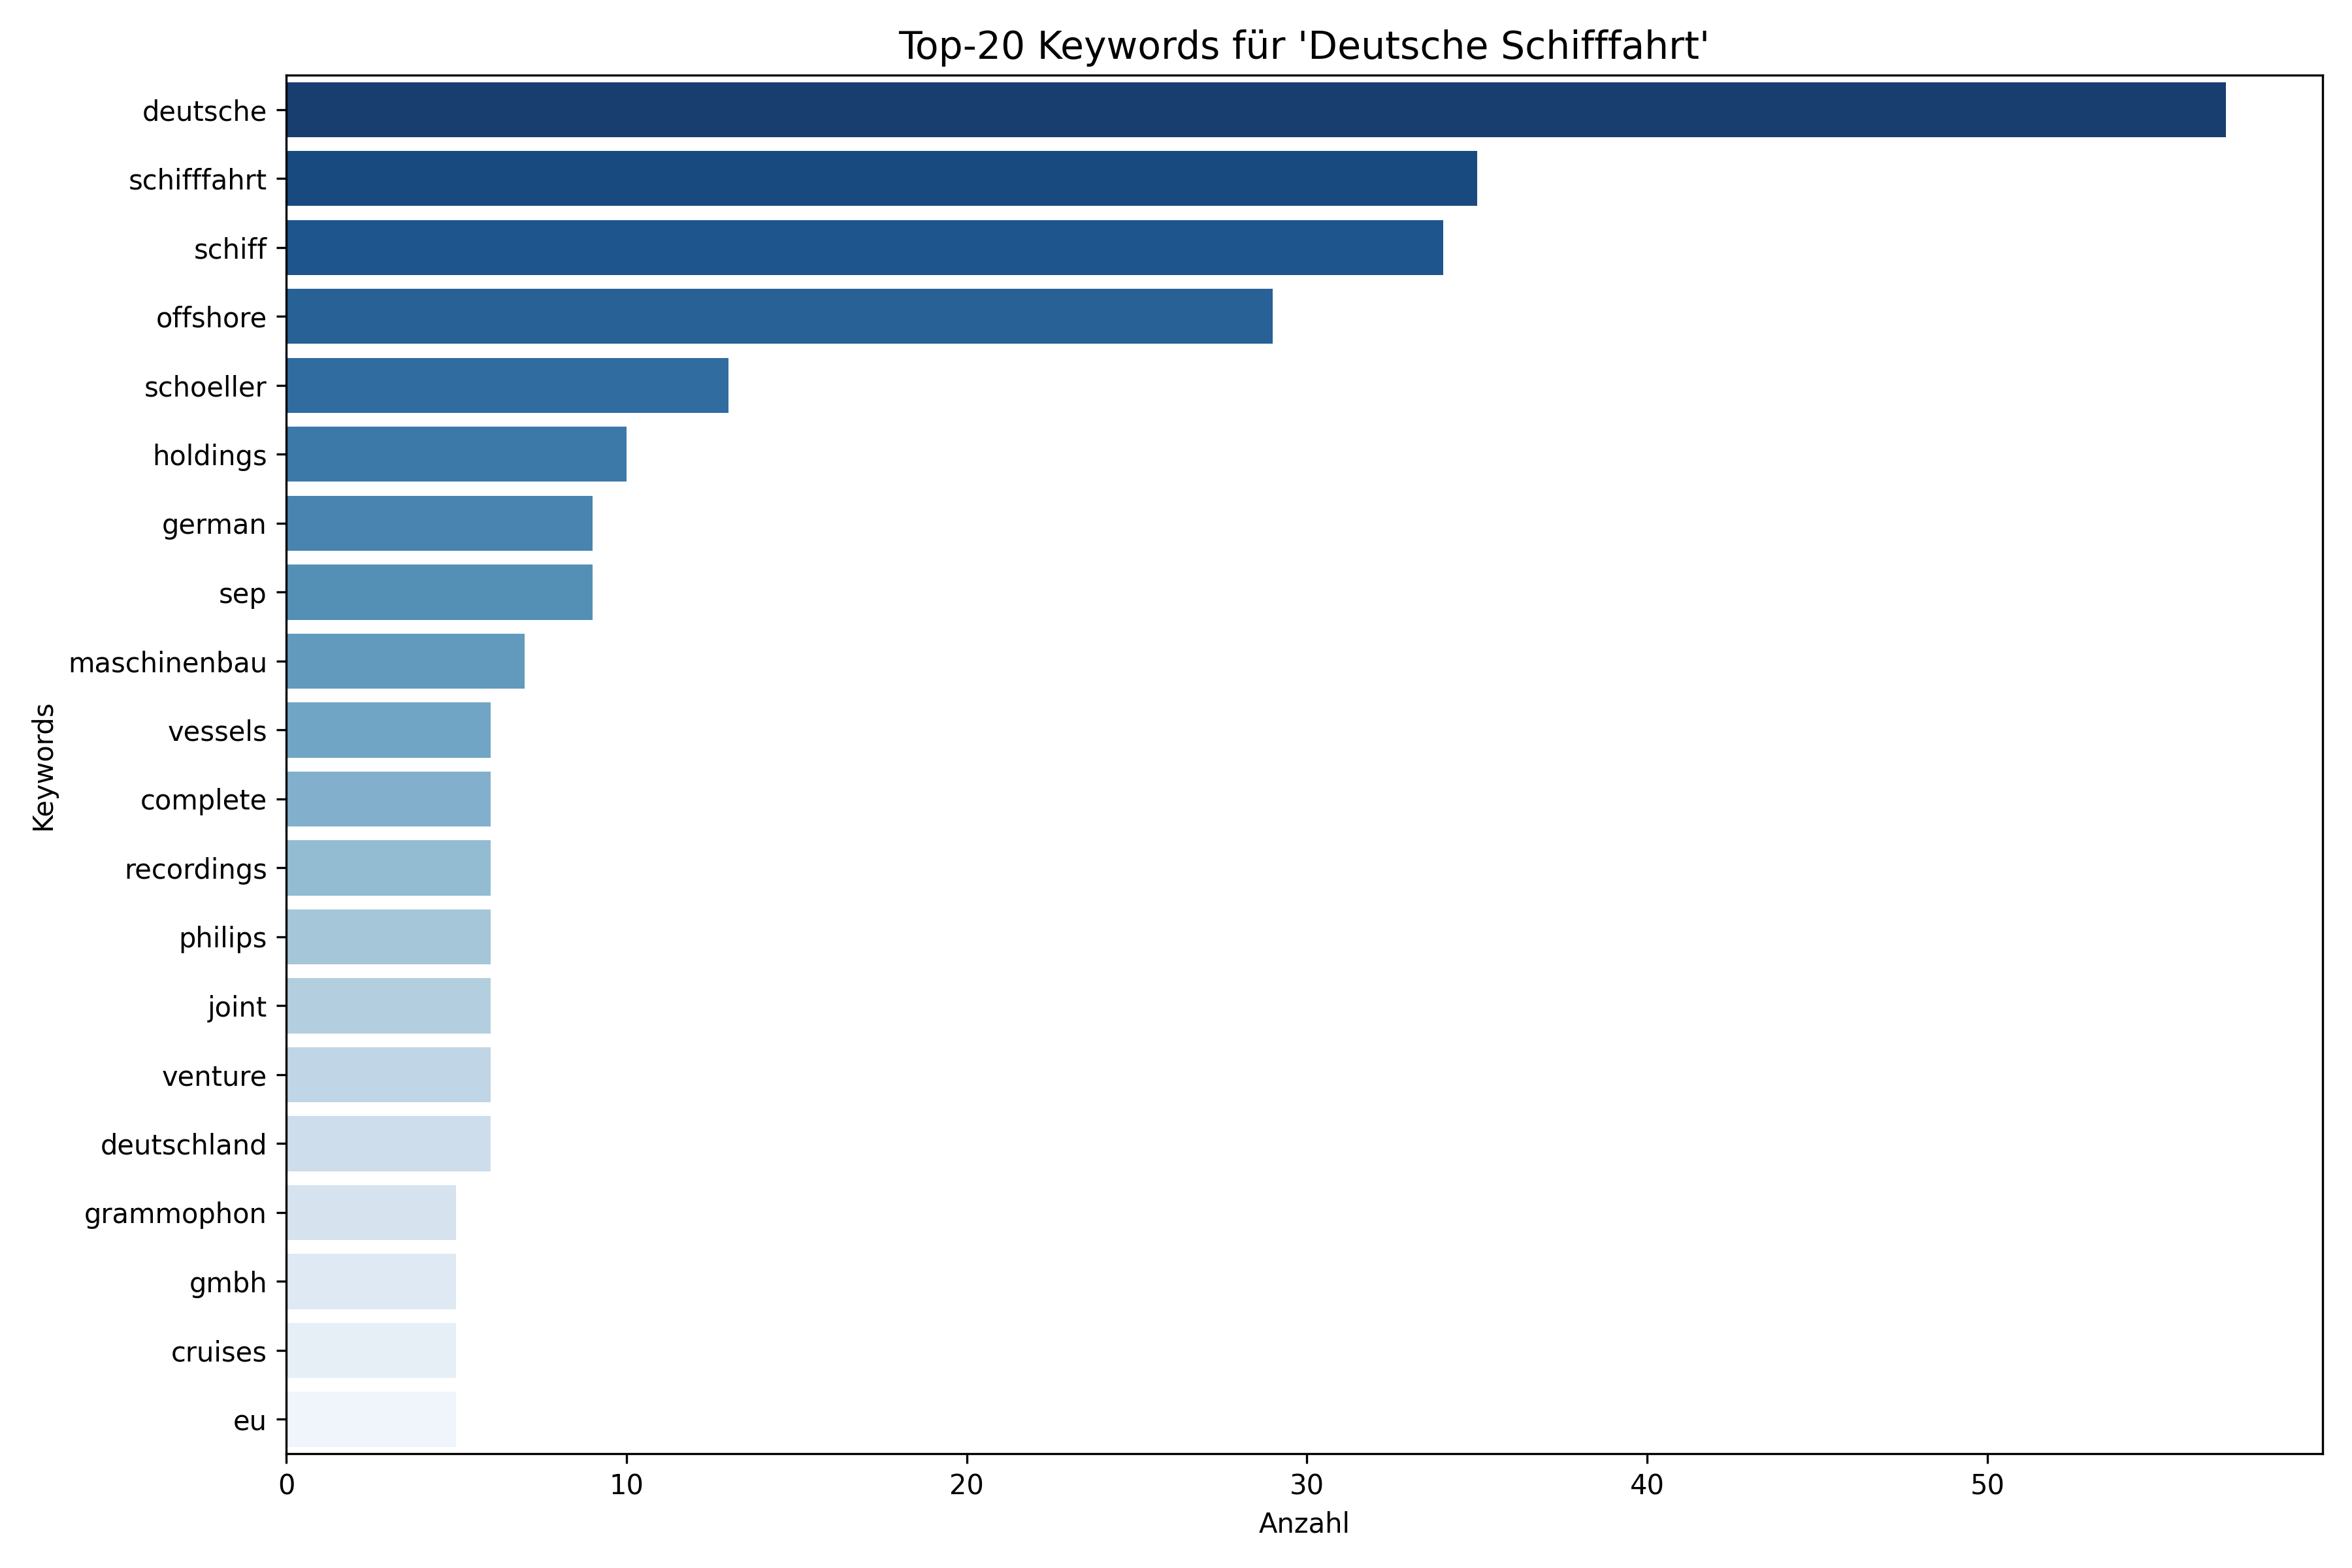 Top-20 Keywords für 'Deutsche Schifffahrt'
deutsche
schifffahrt
schiff
offshore
schoeller
holdings
german
sep
maschinenbau
vessels
complete
recordings
philips
joint
venture
deutschland
grammophon
gmbh
cruises
eu
Keywords
0 10 20 30 40 50
Anzahl